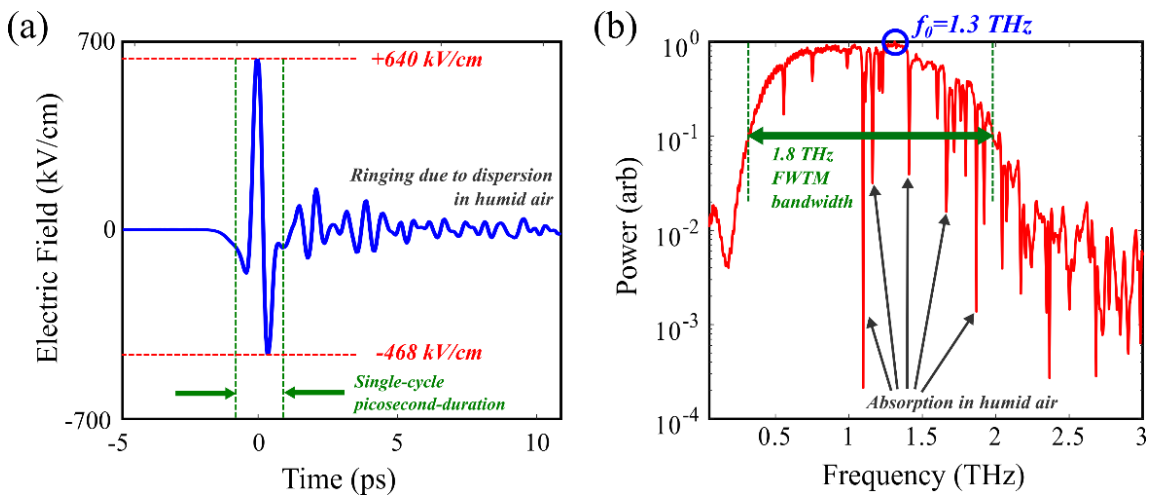 (a)
700
0
-700
Electric Field (kV/cm)
+640 kV/cm
Ringing due to dispersion
in humid air
-468 kV/cm
Single-cycle
picosecond-duration
-5
0
5
10
Time (ps)
(b)
f₀=1.3 THz
10⁰
10⁻¹
10⁻²
10⁻³
10⁻⁴
Power (arb)
1.8 THz
FWTM
bandwidth
Absorption in humid air
0.5
1
1.5
2
2.5
3
Frequency (THz)